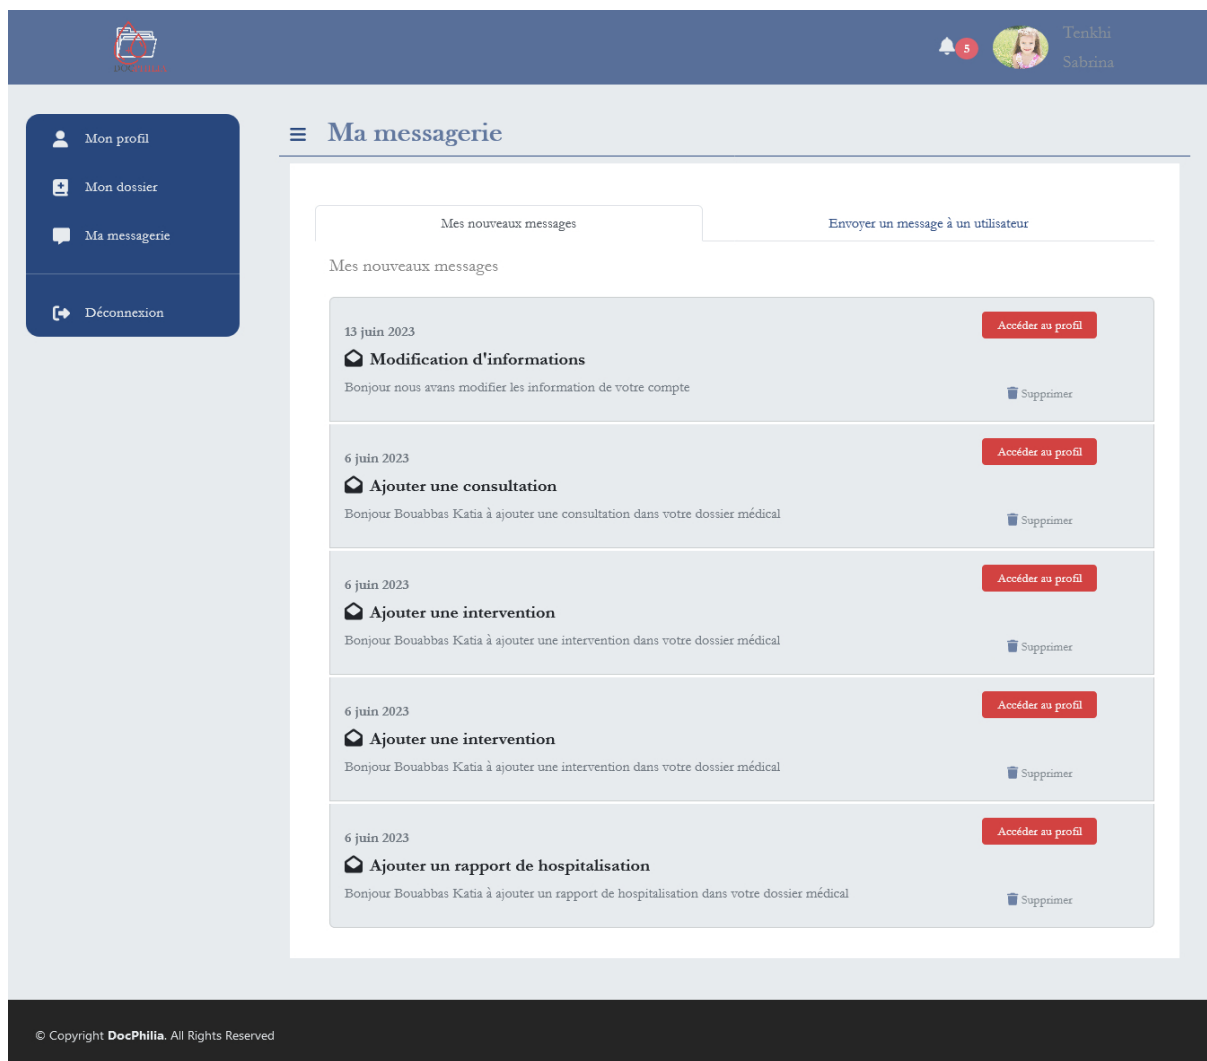 DOCPhilia
5
Tenkhi
Sabrina
Mon profil
Mon dossier
Ma messagerie
Déconnexion
Ma messagerie
Mes nouveaux messages
Envoyer un message à un utilisateur
Mes nouveaux messages
13 juin 2023
Accéder au profil
Modification d'informations
Bonjour nous avans modifier les information de votre compte
Supprimer
6 juin 2023
Accéder au profil
Ajouter une consultation
Bonjour Bouabbas Katia à ajouter une consultation dans votre dossier médical
Supprimer
6 juin 2023
Accéder au profil
Ajouter une intervention
Bonjour Bouabbas Katia à ajouter une intervention dans votre dossier médical
Supprimer
6 juin 2023
Accéder au profil
Ajouter une intervention
Bonjour Bouabbas Katia à ajouter une intervention dans votre dossier médical
Supprimer
6 juin 2023
Accéder au profil
Ajouter un rapport de hospitalisation
Bonjour Bouabbas Katia à ajouter un rapport de hospitalisation dans votre dossier médical
Supprimer
© Copyright DocPhilia. All Rights Reserved